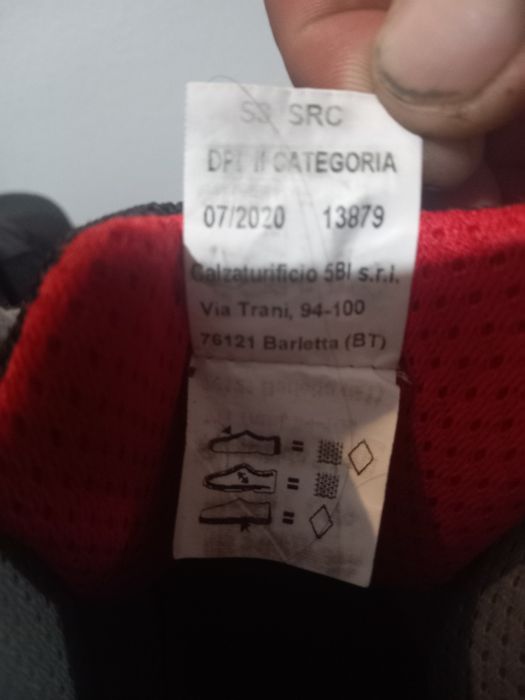 S3 SRC
DPI II CATEGORIA
07/2020 13879
Calzaturificio 5BI s.r.l.
Via Trani, 94-100
76121 Barletta (BT)